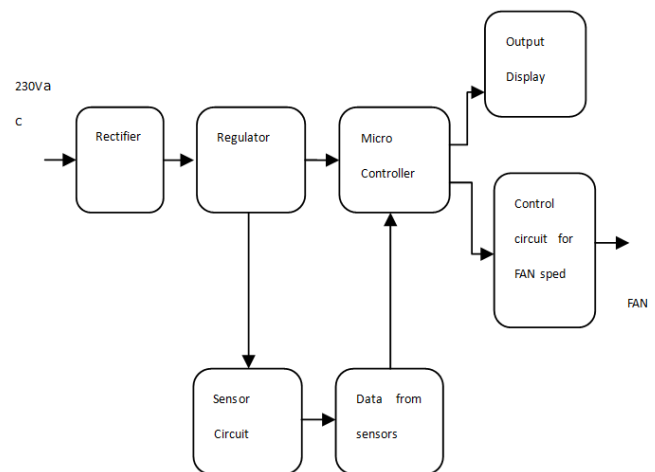 Output
Display
230Va
c
Rectifier
Regulator
Micro
Controller
Control
circuit for
FAN sped
FAN
Sensor
Circuit
Data from
sensors